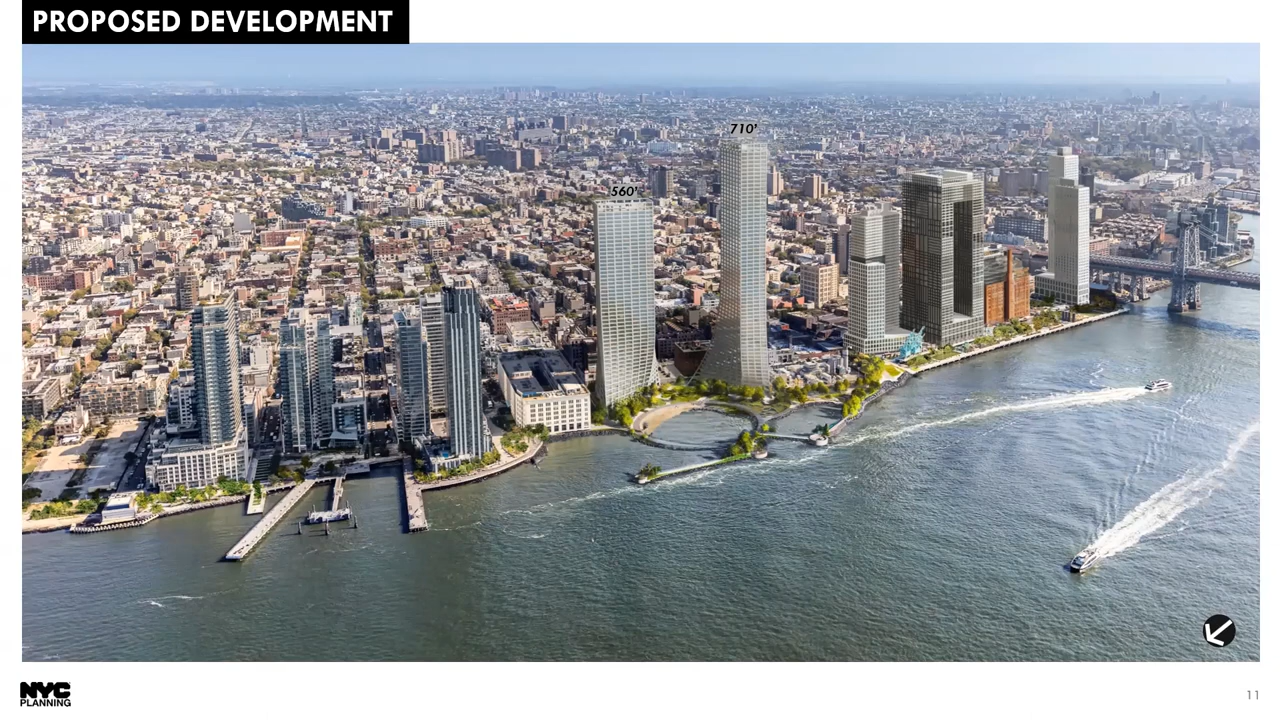 PROPOSED DEVELOPMENT
710'
560'
NYC
PLANNING
11